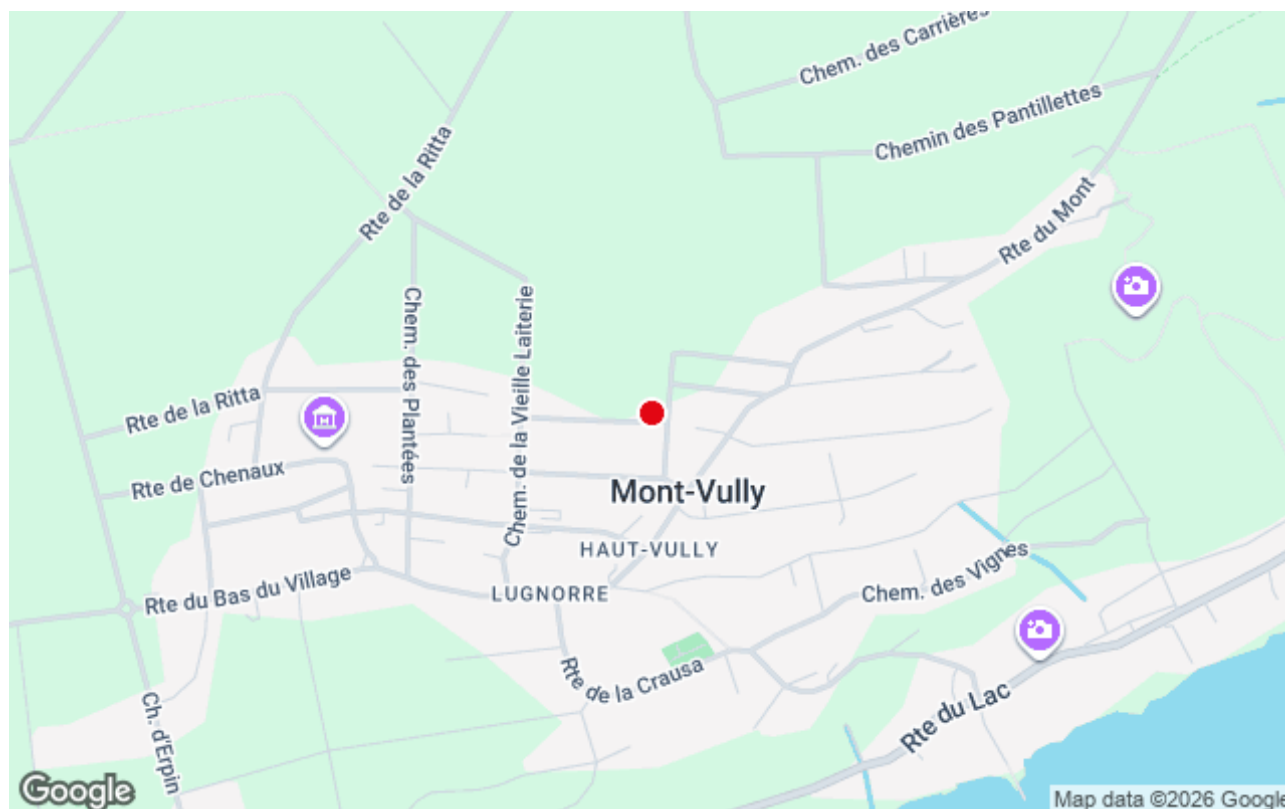 Chem. des Carrières
Chemin des Pantillettes
Rte de la Ritta
Rte du Mont
Chem. des Plantées
Chem. de la Vieille Laiterie
Rte de la Ritta
Rte de Chenaux
Mont-Vully
HAUT-VULLY
Rte du Bas du Village
LUGNORRE
Chem. des Vignes
Rte de la Crausa
Rte du Lac
Ch. d'Erpin
Google
Map data ©2026 Google